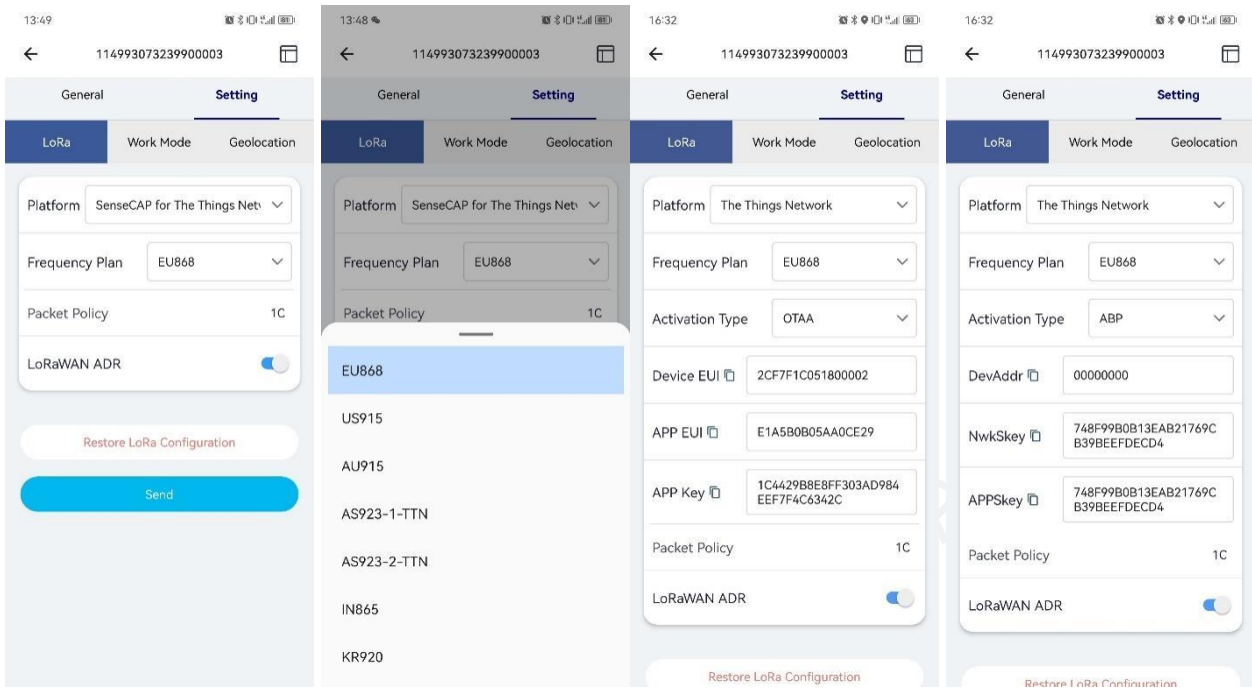 13:49
114993073239900003
General Setting
LoRa Work Mode Geolocation
Platform SenseCAP for The Things Netv
Frequency Plan EU868
Packet Policy 1C
LoRaWAN ADR
Restore LoRa Configuration
Send
13:48
114993073239900003
General Setting
LoRa Work Mode Geolocation
Platform SenseCAP for The Things Netv
Frequency Plan EU868
Packet Policy 1C
EU868
US915
AU915
AS923-1-TTN
AS923-2-TTN
IN865
KR920
16:32
114993073239900003
General Setting
LoRa Work Mode Geolocation
Platform The Things Network
Frequency Plan EU868
Activation Type OTAA
Device EUI 2CF7F1C051800002
APP EUI E1A5B0B05AA0CE29
APP Key 1C4429B8E8FF303AD984
EEF7F4C6342C
Packet Policy 1C
LoRaWAN ADR
Restore LoRa Configuration
16:32
114993073239900003
General Setting
LoRa Work Mode Geolocation
Platform The Things Network
Frequency Plan EU868
Activation Type ABP
DevAddr 00000000
NwkSkey 748F99B0B13EAB21769C
B39BEEFDECD4
APPSkey 748F99B0B13EAB21769C
B39BEEFDECD4
Packet Policy 1C
LoRaWAN ADR
Restore LoRa Configuration